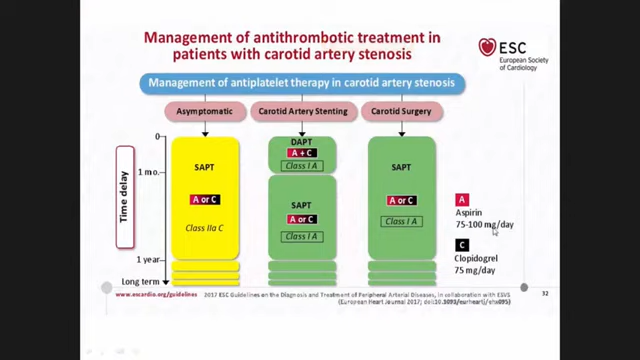 Management of antithrombotic treatment in
patients with carotid artery stenosis
ESC
European Society
of Cardiology
Management of antiplatelet therapy in carotid artery stenosis
Asymptomatic
Carotid Artery Stenting
Carotid Surgery
Time delay
0
1 mo.
1 year
Long term
SAPT
A or C
Class IIa C
DAPT
A + C
Class I A
SAPT
A or C
Class I A
SAPT
A or C
Class I A
A
Aspirin
75-100 mg/day
C
Clopidogrel
75 mg/day
www.escardio.org/guidelines
2017 ESC Guidelines on the Diagnosis and Treatment of Peripheral Arterial Diseases, in collaboration with ESVS
(European Heart Journal 2017; doi:10.1093/eurheartj/ehx095)
32